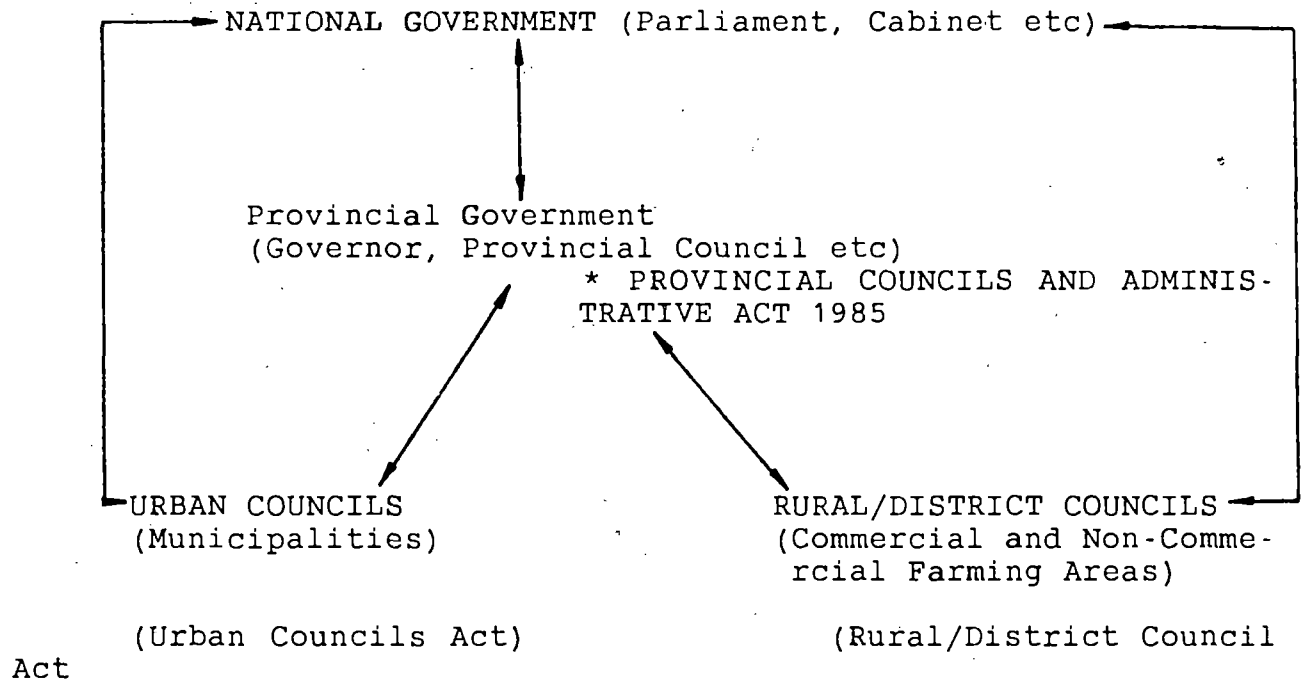 NATIONAL GOVERNMENT (Parliament, Cabinet etc)
Provincial Government
(Governor, Provincial Council etc)
* PROVINCIAL COUNCILS AND ADMINIS-
TRATIVE ACT 1985
URBAN COUNCILS
(Municipalities)
RURAL/DISTRICT COUNCILS
(Commercial and Non-Comme-
rcial Farming Areas)
(Urban Councils Act)
(Rural/District Council
Act